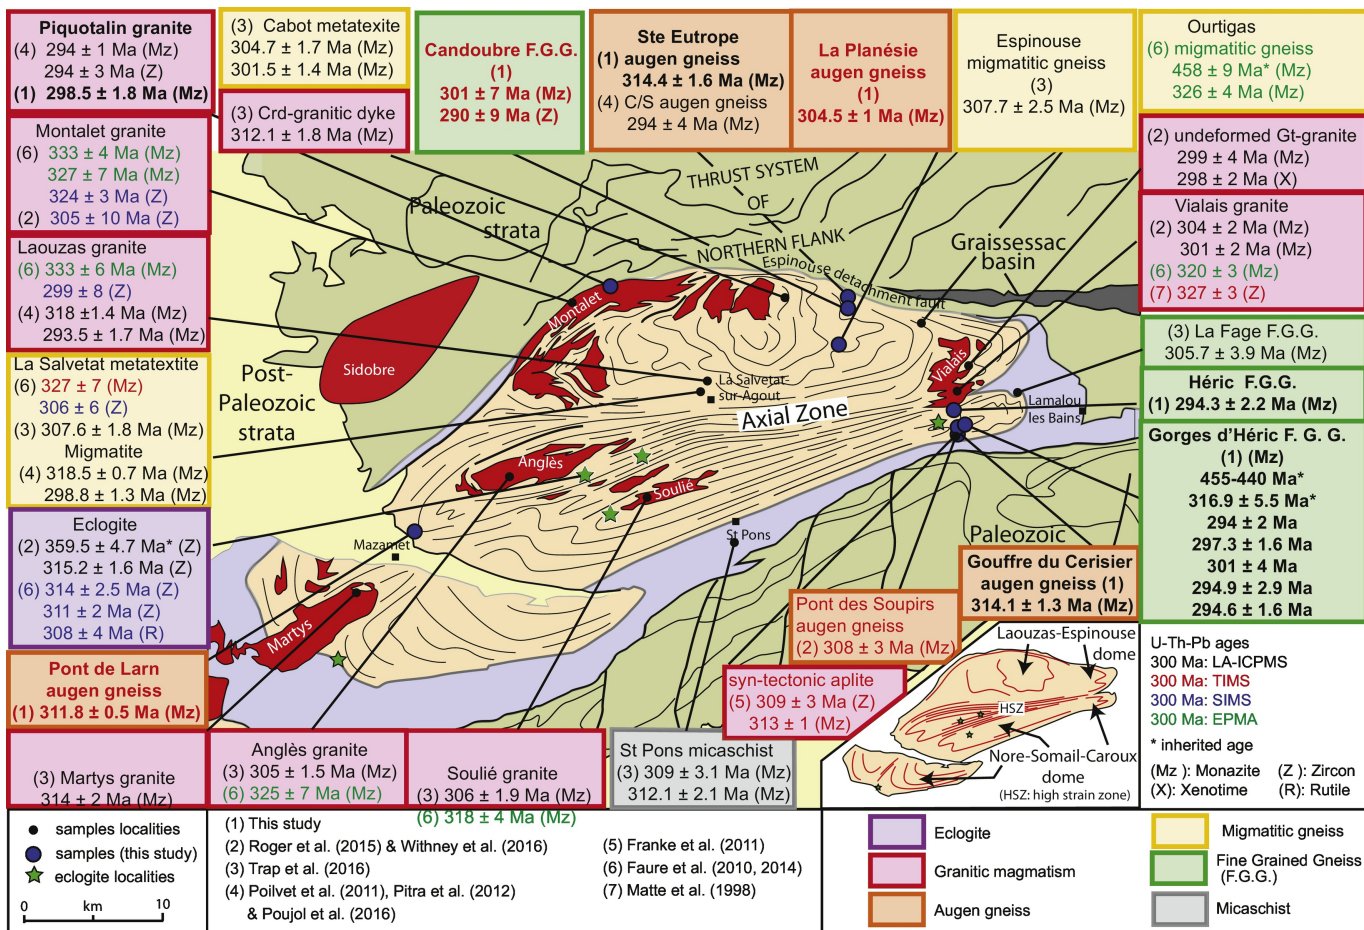 Piquotalin granite
(4) 294 ± 1 Ma (Mz)
294 ± 3 Ma (Z)
(1) 298.5 ± 1.8 Ma (Mz)
(3) Cabot metatexite
304.7 ± 1.7 Ma (Mz)
301.5 ± 1.4 Ma (Mz)
(3) Crd-granitic dyke
312.1 ± 1.8 Ma (Mz)
Candoubre F.G.G.
(1)
301 ± 7 Ma (Mz)
290 ± 9 Ma (Z)
Ste Eutrope
(1) augen gneiss
314.4 ± 1.6 Ma (Mz)
(4) C/S augen gneiss
294 ± 4 Ma (Mz)
La Planésie
augen gneiss
(1)
304.5 ± 1 Ma (Mz)
Espinouse
migmatitic gneiss
(3)
307.7 ± 2.5 Ma (Mz)
Ourtigas
(6) migmatitic gneiss
458 ± 9 Ma* (Mz)
326 ± 4 Ma (Mz)
(2) undeformed Gt-granite
299 ± 4 Ma (Mz)
298 ± 2 Ma (X)
Vialais granite
(2) 304 ± 2 Ma (Mz)
301 ± 2 Ma (Mz)
(6) 320 ± 3 (Mz)
(7) 327 ± 3 (Z)
(3) La Fage F.G.G.
305.7 ± 3.9 Ma (Mz)
Héric F.G.G.
(1) 294.3 ± 2.2 Ma (Mz)
Gorges d'Héric F. G. G.
(1) (Mz)
455-440 Ma*
316.9 ± 5.5 Ma*
294 ± 2 Ma
297.3 ± 1.6 Ma
301 ± 4 Ma
294.9 ± 2.9 Ma
294.6 ± 1.6 Ma
Montalet granite
(6) 333 ± 4 Ma (Mz)
327 ± 7 Ma (Mz)
324 ± 3 Ma (Z)
(2) 305 ± 10 Ma (Z)
Laouzas granite
(6) 333 ± 6 Ma (Mz)
299 ± 8 (Z)
(4) 318 ±1.4 Ma (Mz)
293.5 ± 1.7 Ma (Mz)
La Salvetat metatextite
(6) 327 ± 7 (Mz)
306 ± 6 (Z)
(3) 307.6 ± 1.8 Ma (Mz)
Migmatite
(4) 318.5 ± 0.7 Ma (Mz)
298.8 ± 1.3 Ma (Mz)
Eclogite
(2) 359.5 ± 4.7 Ma* (Z)
315.2 ± 1.6 Ma (Z)
(6) 314 ± 2.5 Ma (Z)
311 ± 2 Ma (Z)
308 ± 4 Ma (R)
Pont de Larn
augen gneiss
(1) 311.8 ± 0.5 Ma (Mz)
(3) Martys granite
314 ± 2 Ma (Mz)
Anglès granite
(3) 305 ± 1.5 Ma (Mz)
(6) 325 ± 7 Ma (Mz)
Soulié granite
(3) 306 ± 1.9 Ma (Mz)
(6) 318 ± 4 Ma (Mz)
St Pons micaschist
(3) 309 ± 3.1 Ma (Mz)
312.1 ± 2.1 Ma (Mz)
syn-tectonic aplite
(5) 309 ± 3 Ma (Z)
313 ± 1 (Mz)
Pont des Soupirs
augen gneiss
(2) 308 ± 3 Ma (Mz)
Gouffre du Cerisier
augen gneiss (1)
314.1 ± 1.3 Ma (Mz)
THRUST SYSTEM
OF
NORTHERN FLANK
Paleozoic
strata
Graissessac
basin
Espinouse detachment fault
Montalet
Sidobre
Vialais
Post-
Paleozoic
strata
La Salvetat-
sur-Agout
Axial Zone
Lamalou
les Bains
Anglès
Soulié
Mazamet
St Pons
Paleozoic
Martys
Laouzas-Espinouse
dome
HSZ
Nore-Somail-Caroux
dome
(HSZ: high strain zone)
U-Th-Pb ages
300 Ma: LA-ICPMS
300 Ma: TIMS
300 Ma: SIMS
300 Ma: EPMA
* inherited age
(Mz ): Monazite (Z ): Zircon
(X): Xenotime (R): Rutile
samples localities
samples (this study)
eclogite localities
0 km 10
(1) This study
(2) Roger et al. (2015) & Withney et al. (2016)
(3) Trap et al. (2016)
(4) Poilvet et al. (2011), Pitra et al. (2012)
& Poujol et al. (2016)
(5) Franke et al. (2011)
(6) Faure et al. (2010, 2014)
(7) Matte et al. (1998)
Eclogite
Granitic magmatism
Augen gneiss
Migmatitic gneiss
Fine Grained Gneiss
(F.G.G.)
Micaschist